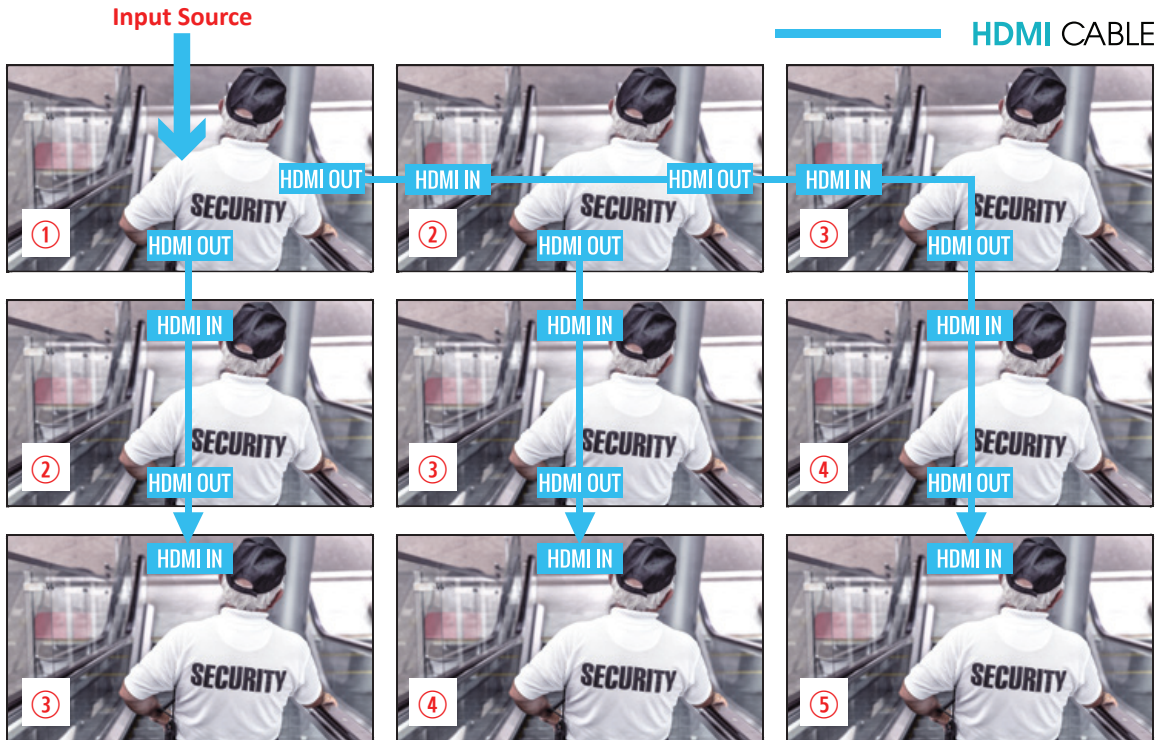 Input Source
HDMI CABLE
HDMI OUT
HDMI IN
HDMI OUT
HDMI IN
SECURITY
SECURITY
SECURITY
①
HDMI OUT
②
HDMI OUT
③
HDMI OUT
HDMI IN
HDMI IN
HDMI IN
SECURITY
SECURITY
SECURITY
②
HDMI OUT
③
HDMI OUT
④
HDMI OUT
HDMI IN
HDMI IN
HDMI IN
SECURITY
SECURITY
SECURITY
③
④
⑤